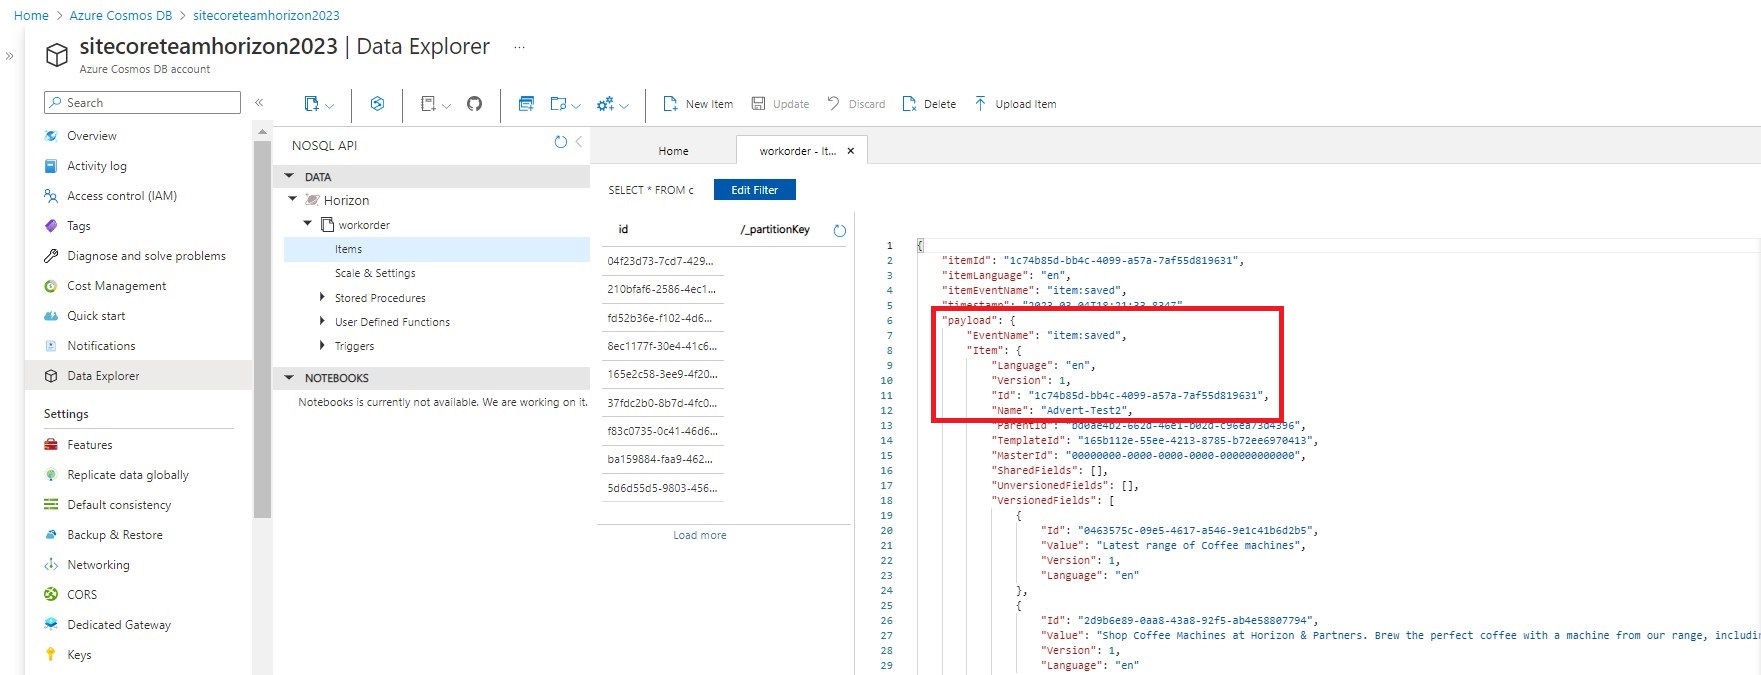 Home > Azure Cosmos DB > sitecoreteamhorizon2023
sitecoreteamhorizon2023 | Data Explorer ...
Azure Cosmos DB account
Search
Overview
Activity log
Access control (IAM)
Tags
Diagnose and solve problems
Cost Management
Quick start
Notifications
Data Explorer
Settings
Features
Replicate data globally
Default consistency
Backup & Restore
Networking
CORS
Dedicated Gateway
Keys
New Item Update Discard Delete Upload Item
NOSQL API
DATA
Horizon
workorder
Items
Scale & Settings
Stored Procedures
User Defined Functions
Triggers
NOTEBOOKS
Notebooks is currently not available. We are working on it.
Home workorder - It...
SELECT * FROM c Edit Filter
id /_partitionKey
04f23d73-7cd7-429...
210bfaf6-2586-4ec1...
fd52b36e-f102-4d6...
8ec1177f-30e4-41c6...
165e2c58-3ee9-4f20...
37fdc2b0-8b7d-4fc0...
f83c0735-0c41-46d6...
ba159884-faa9-462...
5d6d55d5-9803-456...
Load more
1 {
2 "itemId": "1c74b85d-bb4c-4099-a57a-7af55d819631",
3 "itemLanguage": "en",
4 "itemEventName": "item:saved",
5 "timestamp": "2023-03-04T18:21:33.8347"
6 "payload": {
7 "EventName": "item:saved",
8 "Item": {
9 "Language": "en",
10 "Version": 1,
11 "Id": "1c74b85d-bb4c-4099-a57a-7af55d819631",
12 "Name": "Advert-Test2",
13 "ParentId": "bd0ae4b2-662d-46e1-b02d-c96ea73d4396",
14 "TemplateId": "165b112e-55ee-4213-8785-b72ee6970413",
15 "MasterId": "00000000-0000-0000-0000-000000000000",
16 "SharedFields": [],
17 "UnversionedFields": [],
18 "VersionedFields": [
19 {
20 "Id": "0463575c-09e5-4617-a546-9e1c41b6d2b5",
21 "Value": "Latest range of Coffee machines",
22 "Version": 1,
23 "Language": "en"
24 },
25 {
26 "Id": "2d9b6e89-0aa8-43a8-92f5-ab4e58807794",
27 "Value": "Shop Coffee Machines at Horizon & Partners. Brew the perfect coffee with a machine from our range, includi
28 "Version": 1,
29 "Language": "en"